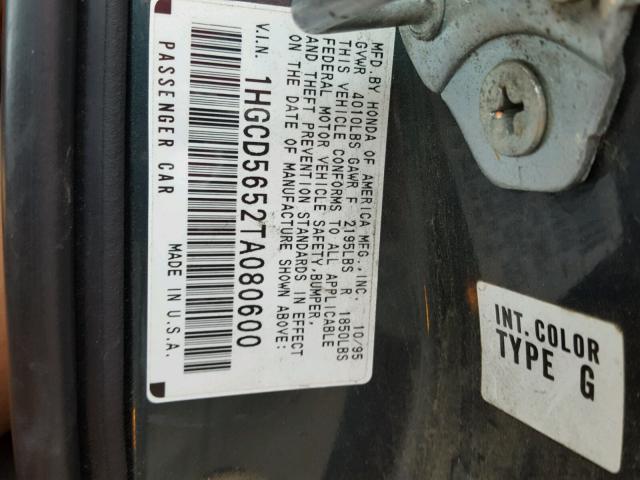 MFD. BY HONDA OF AMERICA MFG., INC. 10/95
GVWR 4010LBS GAWR F 2195LBS R 1850LBS
THIS VEHICLE CONFORMS TO ALL APPLICABLE
FEDERAL MOTOR VEHICLE SAFETY, BUMPER,
AND THEFT PREVENTION STANDARDS IN EFFECT
ON THE DATE OF MANUFACTURE SHOWN ABOVE:
V.I.N. 1HGCD5652TA080600
PASSENGER CAR MADE IN U.S.A.
INT. COLOR
TYPE G